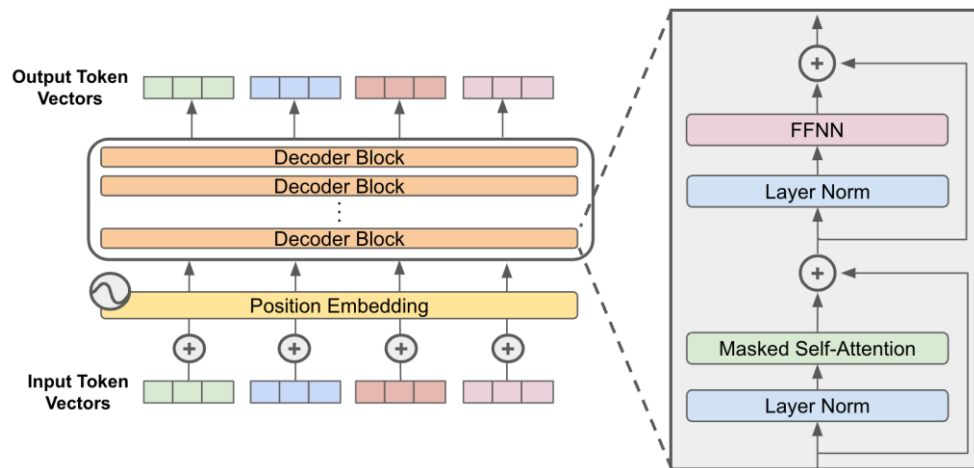 Output Token
Vectors
Decoder Block
Decoder Block
Decoder Block
Position Embedding
Input Token
Vectors
FFNN
Layer Norm
Masked Self-Attention
Layer Norm